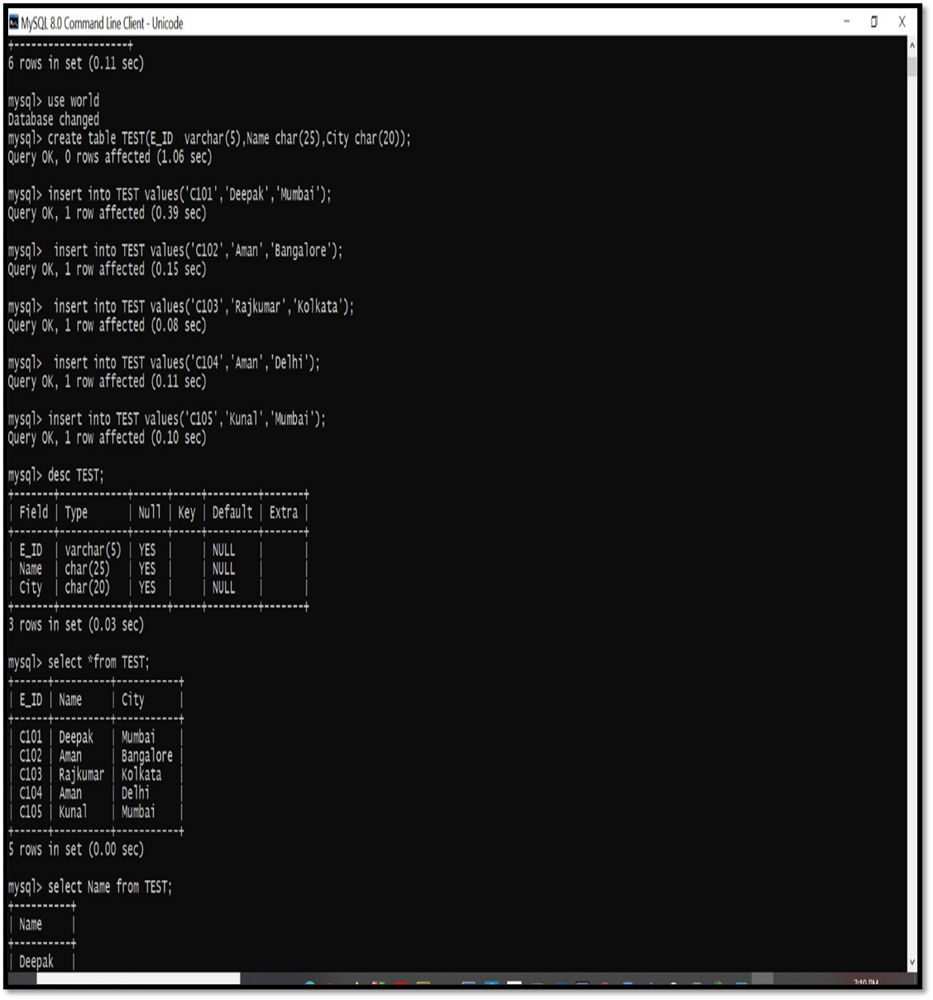 MySQL 8.0 Command Line Client - Unicode
+--------------------+
6 rows in set (0.11 sec)
mysql> use world
Database changed
mysql> create table TEST(E_ID  varchar(5),Name char(25),City char(20));
Query OK, 0 rows affected (1.06 sec)
mysql> insert into TEST values('C101','Deepak','Mumbai');
Query OK, 1 row affected (0.39 sec)
mysql>  insert into TEST values('C102','Aman','Bangalore');
Query OK, 1 row affected (0.15 sec)
mysql>  insert into TEST values('C103','Rajkumar','Kolkata');
Query OK, 1 row affected (0.08 sec)
mysql>  insert into TEST values('C104','Aman','Delhi');
Query OK, 1 row affected (0.11 sec)
mysql> insert into TEST values('C105','Kunal','Mumbai');
Query OK, 1 row affected (0.10 sec)
mysql> desc TEST;
+-------+------------+------+-----+---------+-------+
| Field | Type       | Null | Key | Default | Extra |
+-------+------------+------+-----+---------+-------+
| E_ID  | varchar(5) | YES  |     | NULL    |       |
| Name  | char(25)   | YES  |     | NULL    |       |
| City  | char(20)   | YES  |     | NULL    |       |
+-------+------------+------+-----+---------+-------+
3 rows in set (0.03 sec)
mysql> select *from TEST;
+------+----------+-----------+
| E_ID | Name     | City      |
+------+----------+-----------+
| C101 | Deepak   | Mumbai    |
| C102 | Aman     | Bangalore |
| C103 | Rajkumar | Kolkata   |
| C104 | Aman     | Delhi     |
| C105 | Kunal    | Mumbai    |
+------+----------+-----------+
5 rows in set (0.00 sec)
mysql> select Name from TEST;
+----------+
| Name     |
+----------+
| Deepak   |
7:10 PM